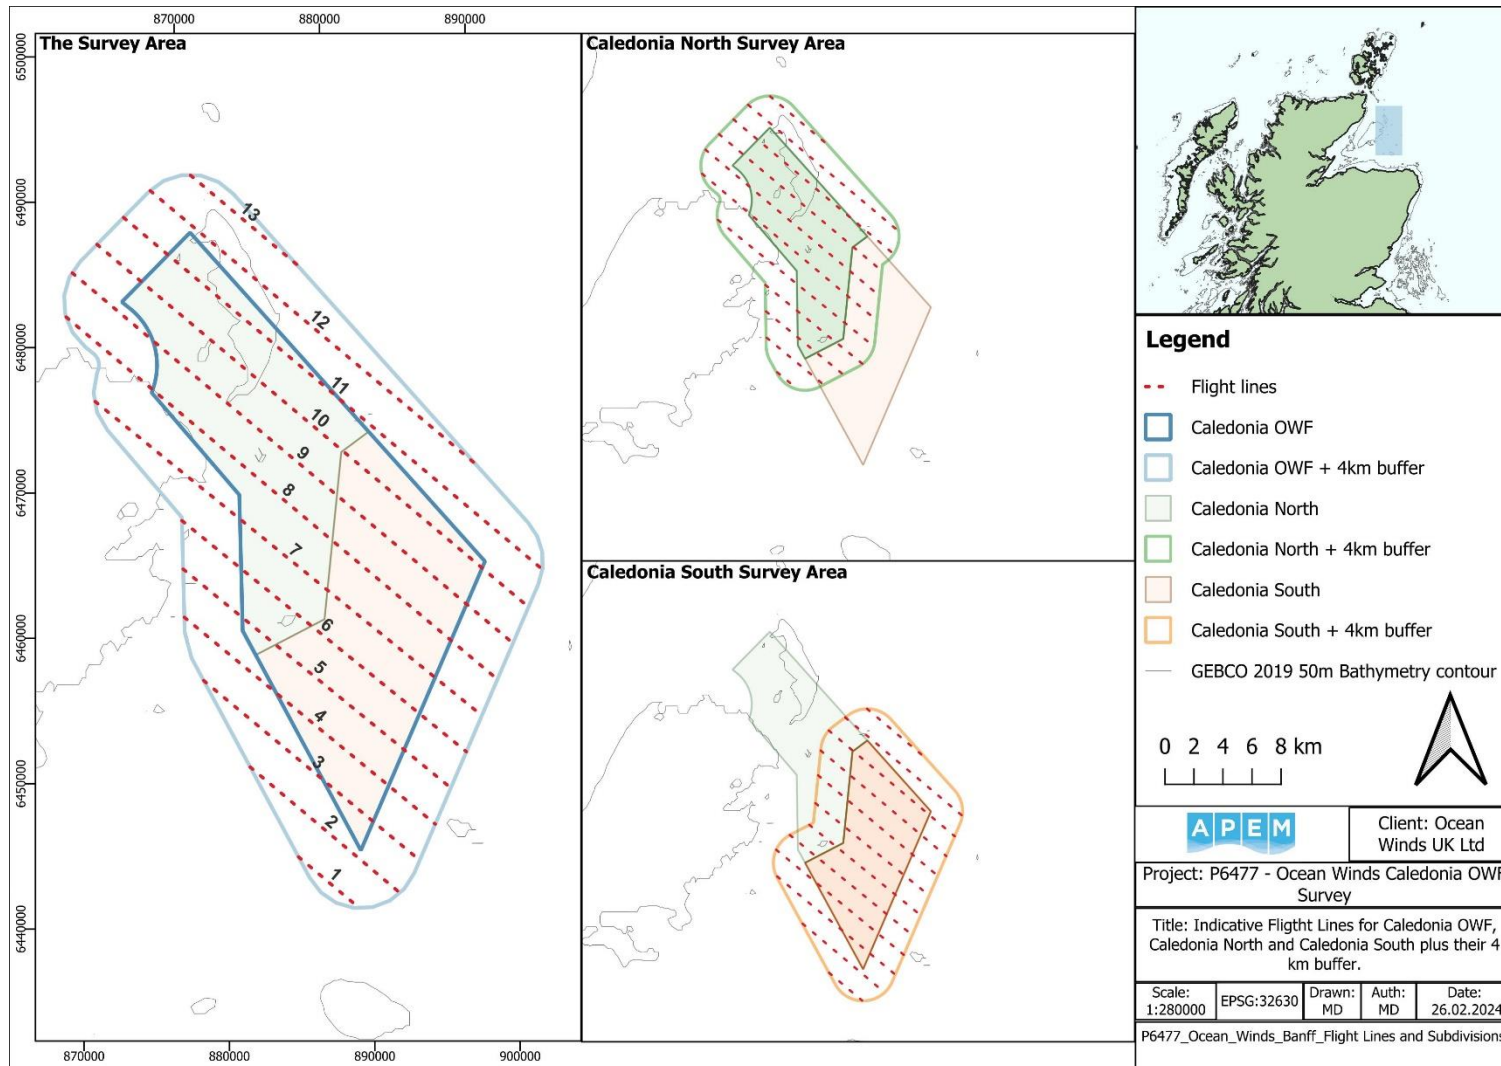 870000 880000 890000
The Survey Area
Caledonia North Survey Area
Caledonia South Survey Area
6500000
6490000
6480000
6470000
6460000
6450000
6440000
13
12
11
10
9
8
7
6
5
4
3
2
1
870000 880000 890000 900000
Legend
Flight lines
Caledonia OWF
Caledonia OWF + 4km buffer
Caledonia North
Caledonia North + 4km buffer
Caledonia South
Caledonia South + 4km buffer
GEBCO 2019 50m Bathymetry contour
0 2 4 6 8 km
APEM
Client: Ocean
Winds UK Ltd
Project: P6477 - Ocean Winds Caledonia OWF
Survey
Title: Indicative Flightt Lines for Caledonia OWF,
Caledonia North and Caledonia South plus their 4
km buffer.
Scale:
1:280000
EPSG:32630
Drawn:
MD
Auth:
MD
Date:
26.02.2024
P6477_Ocean_Winds_Banff_Flight Lines and Subdivisions